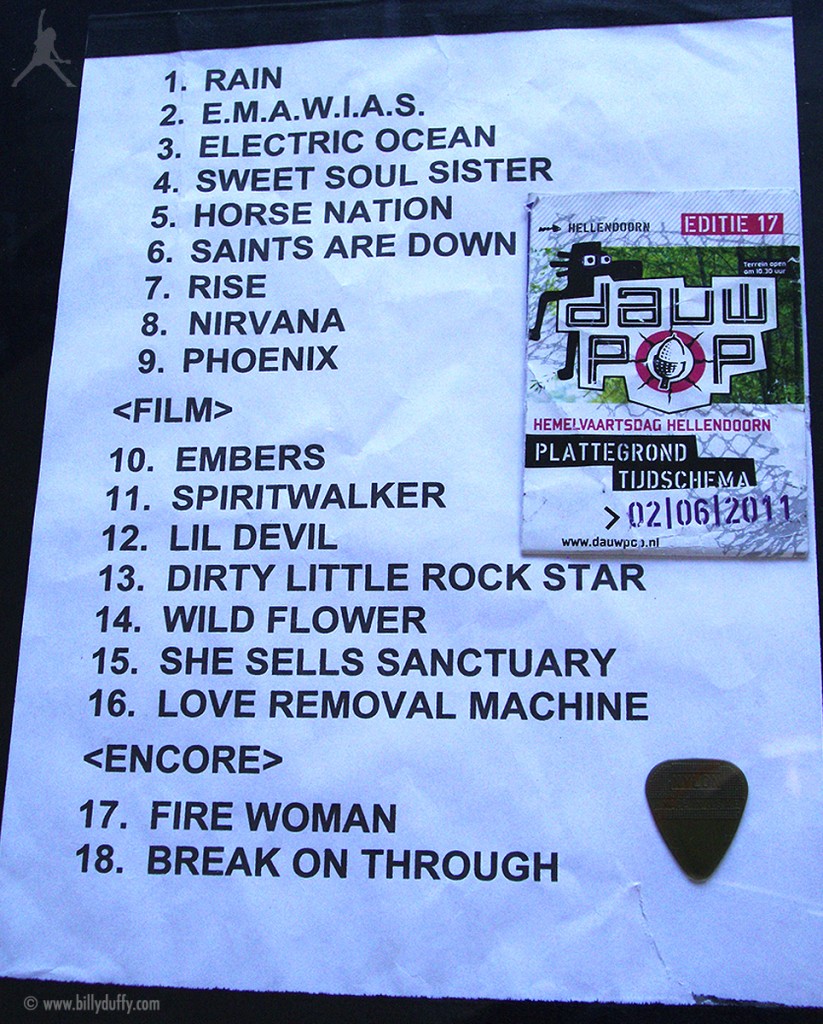 1. RAIN
2. E.M.A.W.I.A.S.
3. ELECTRIC OCEAN
4. SWEET SOUL SISTER
5. HORSE NATION
6. SAINTS ARE DOWN
7. RISE
8. NIRVANA
9. PHOENIX
<FILM>
10. EMBERS
11. SPIRITWALKER
12. LIL DEVIL
13. DIRTY LITTLE ROCK STAR
14. WILD FLOWER
15. SHE SELLS SANCTUARY
16. LOVE REMOVAL MACHINE
<ENCORE>
17. FIRE WOMAN
18. BREAK ON THROUGH
HELLENDOORN EDITIE 17
Terrein open
om 10.30 uur
dauw
POP
HEMELVAARTSDAG HELLENDOORN
PLATTEGROND
TIJDSCHEMA
> 02|06|2011
www.dauwpop.nl
© www.billyduffy.com